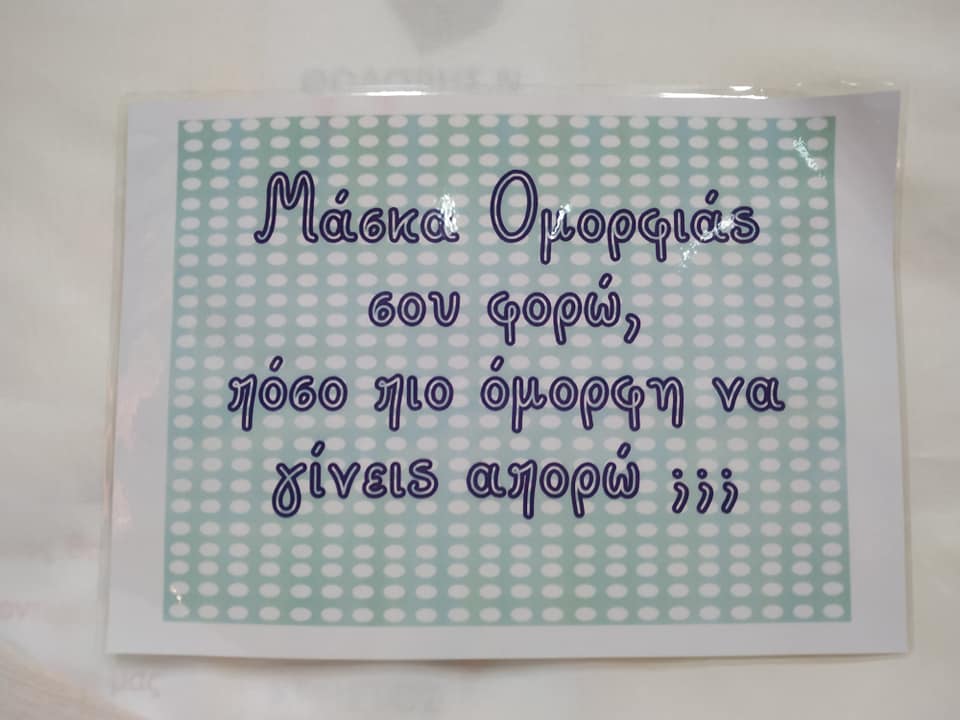 Μάσκα Ομορφιάς
σου φορώ,
πόσο πιο όμορφη να
γίνεις απορώ ;;;